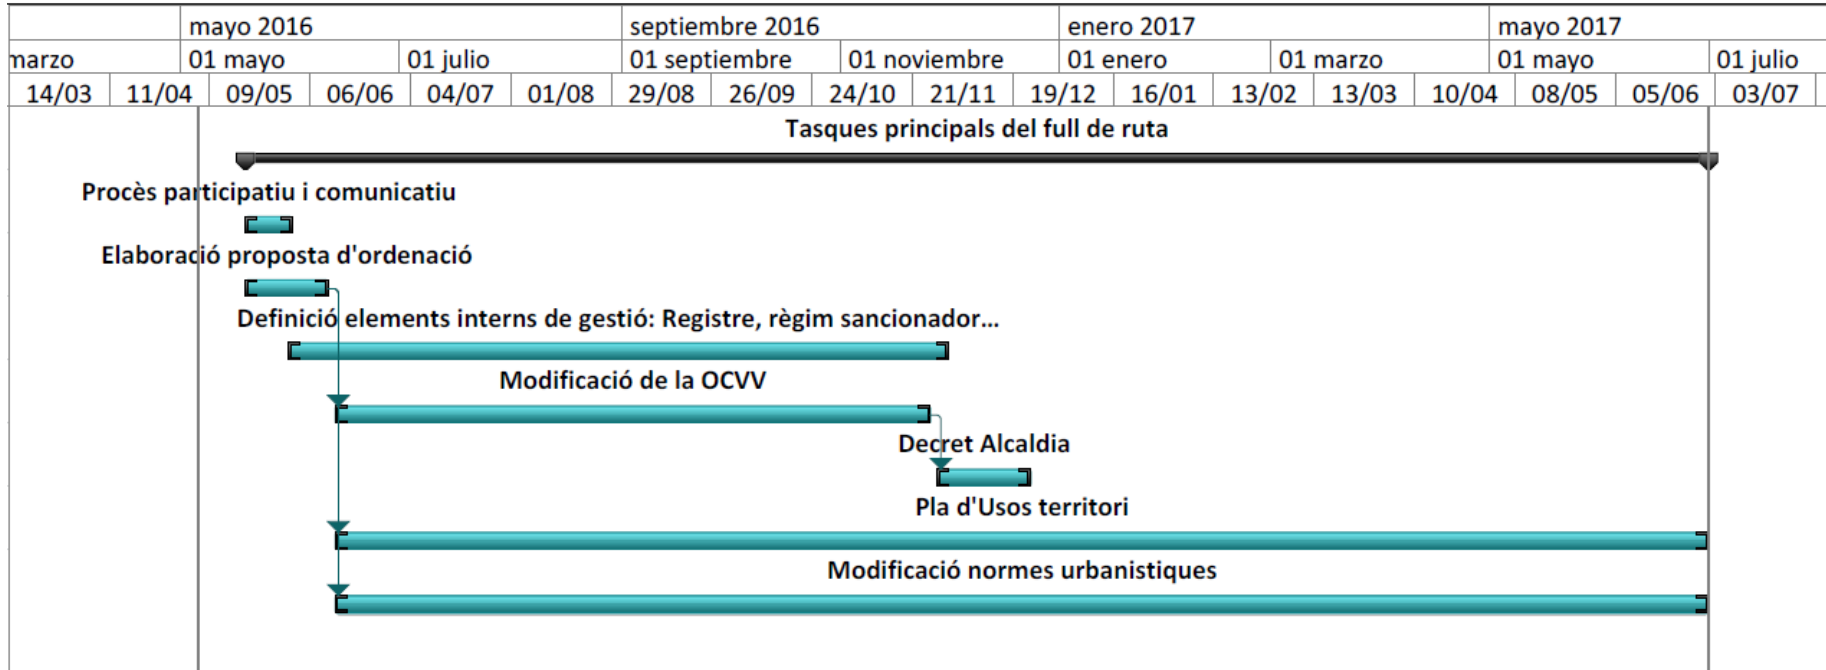 mayo 2016 septiembre 2016 enero 2017 mayo 2017
marzo 01 mayo 01 julio 01 septiembre 01 noviembre 01 enero 01 marzo 01 mayo 01 julio
14/03 11/04 09/05 06/06 04/07 01/08 29/08 26/09 24/10 21/11 19/12 16/01 13/02 13/03 10/04 08/05 05/06 03/07
Tasques principals del full de ruta
Procès participatiu i comunicatiu
Elaboració proposta d'ordenació
Definició elements interns de gestió: Registre, règim sancionador...
Modificació de la OCVV
Decret Alcaldia
Pla d'Usos territori
Modificació normes urbanistiques